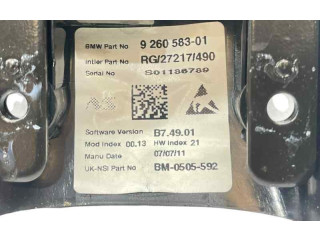 BMW Part No 9 260 583-01
Intier Part No RG/27217/490
Serial No S01186789
Software Version B7.49.01
Mod Index 00.13 HW Index 21
Manu Date 07/07/11
UK-NSI Part No BM-0505-592